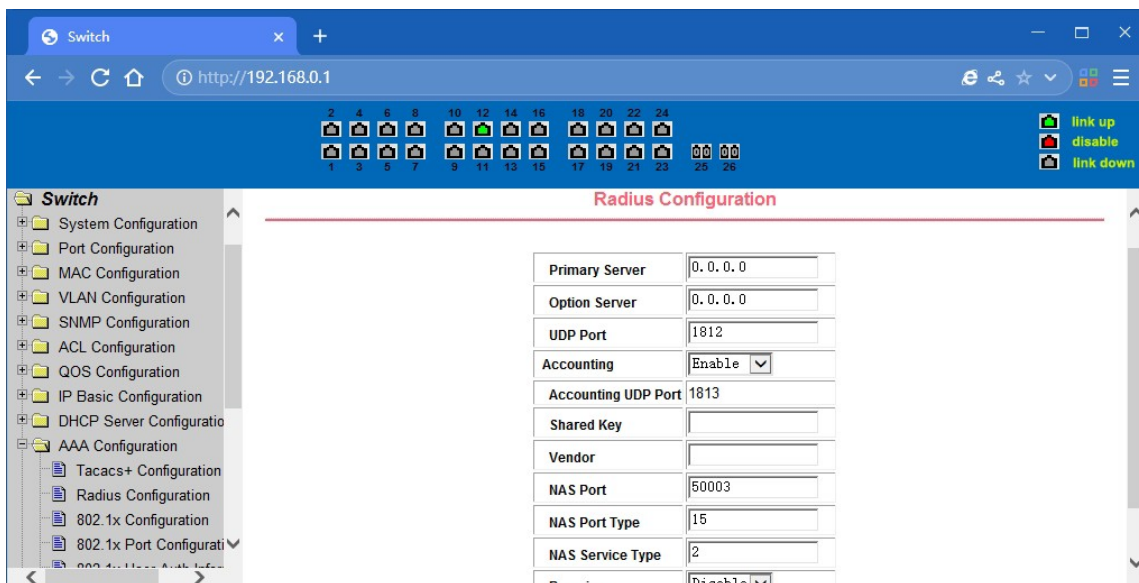 Switch
http://192.168.0.1
2 4 6 8 10 12 14 16 18 20 22 24
1 3 5 7 9 11 13 15 17 19 21 23 25 26
link up
disable
link down
Switch
System Configuration
Port Configuration
MAC Configuration
VLAN Configuration
SNMP Configuration
ACL Configuration
QOS Configuration
IP Basic Configuration
DHCP Server Configuratio
AAA Configuration
Tacacs+ Configuration
Radius Configuration
802.1x Configuration
802.1x Port Configurati
Radius Configuration
Primary Server 0.0.0.0
Option Server 0.0.0.0
UDP Port 1812
Accounting Enable
Accounting UDP Port 1813
Shared Key
Vendor
NAS Port 50003
NAS Port Type 15
NAS Service Type 2
Disable